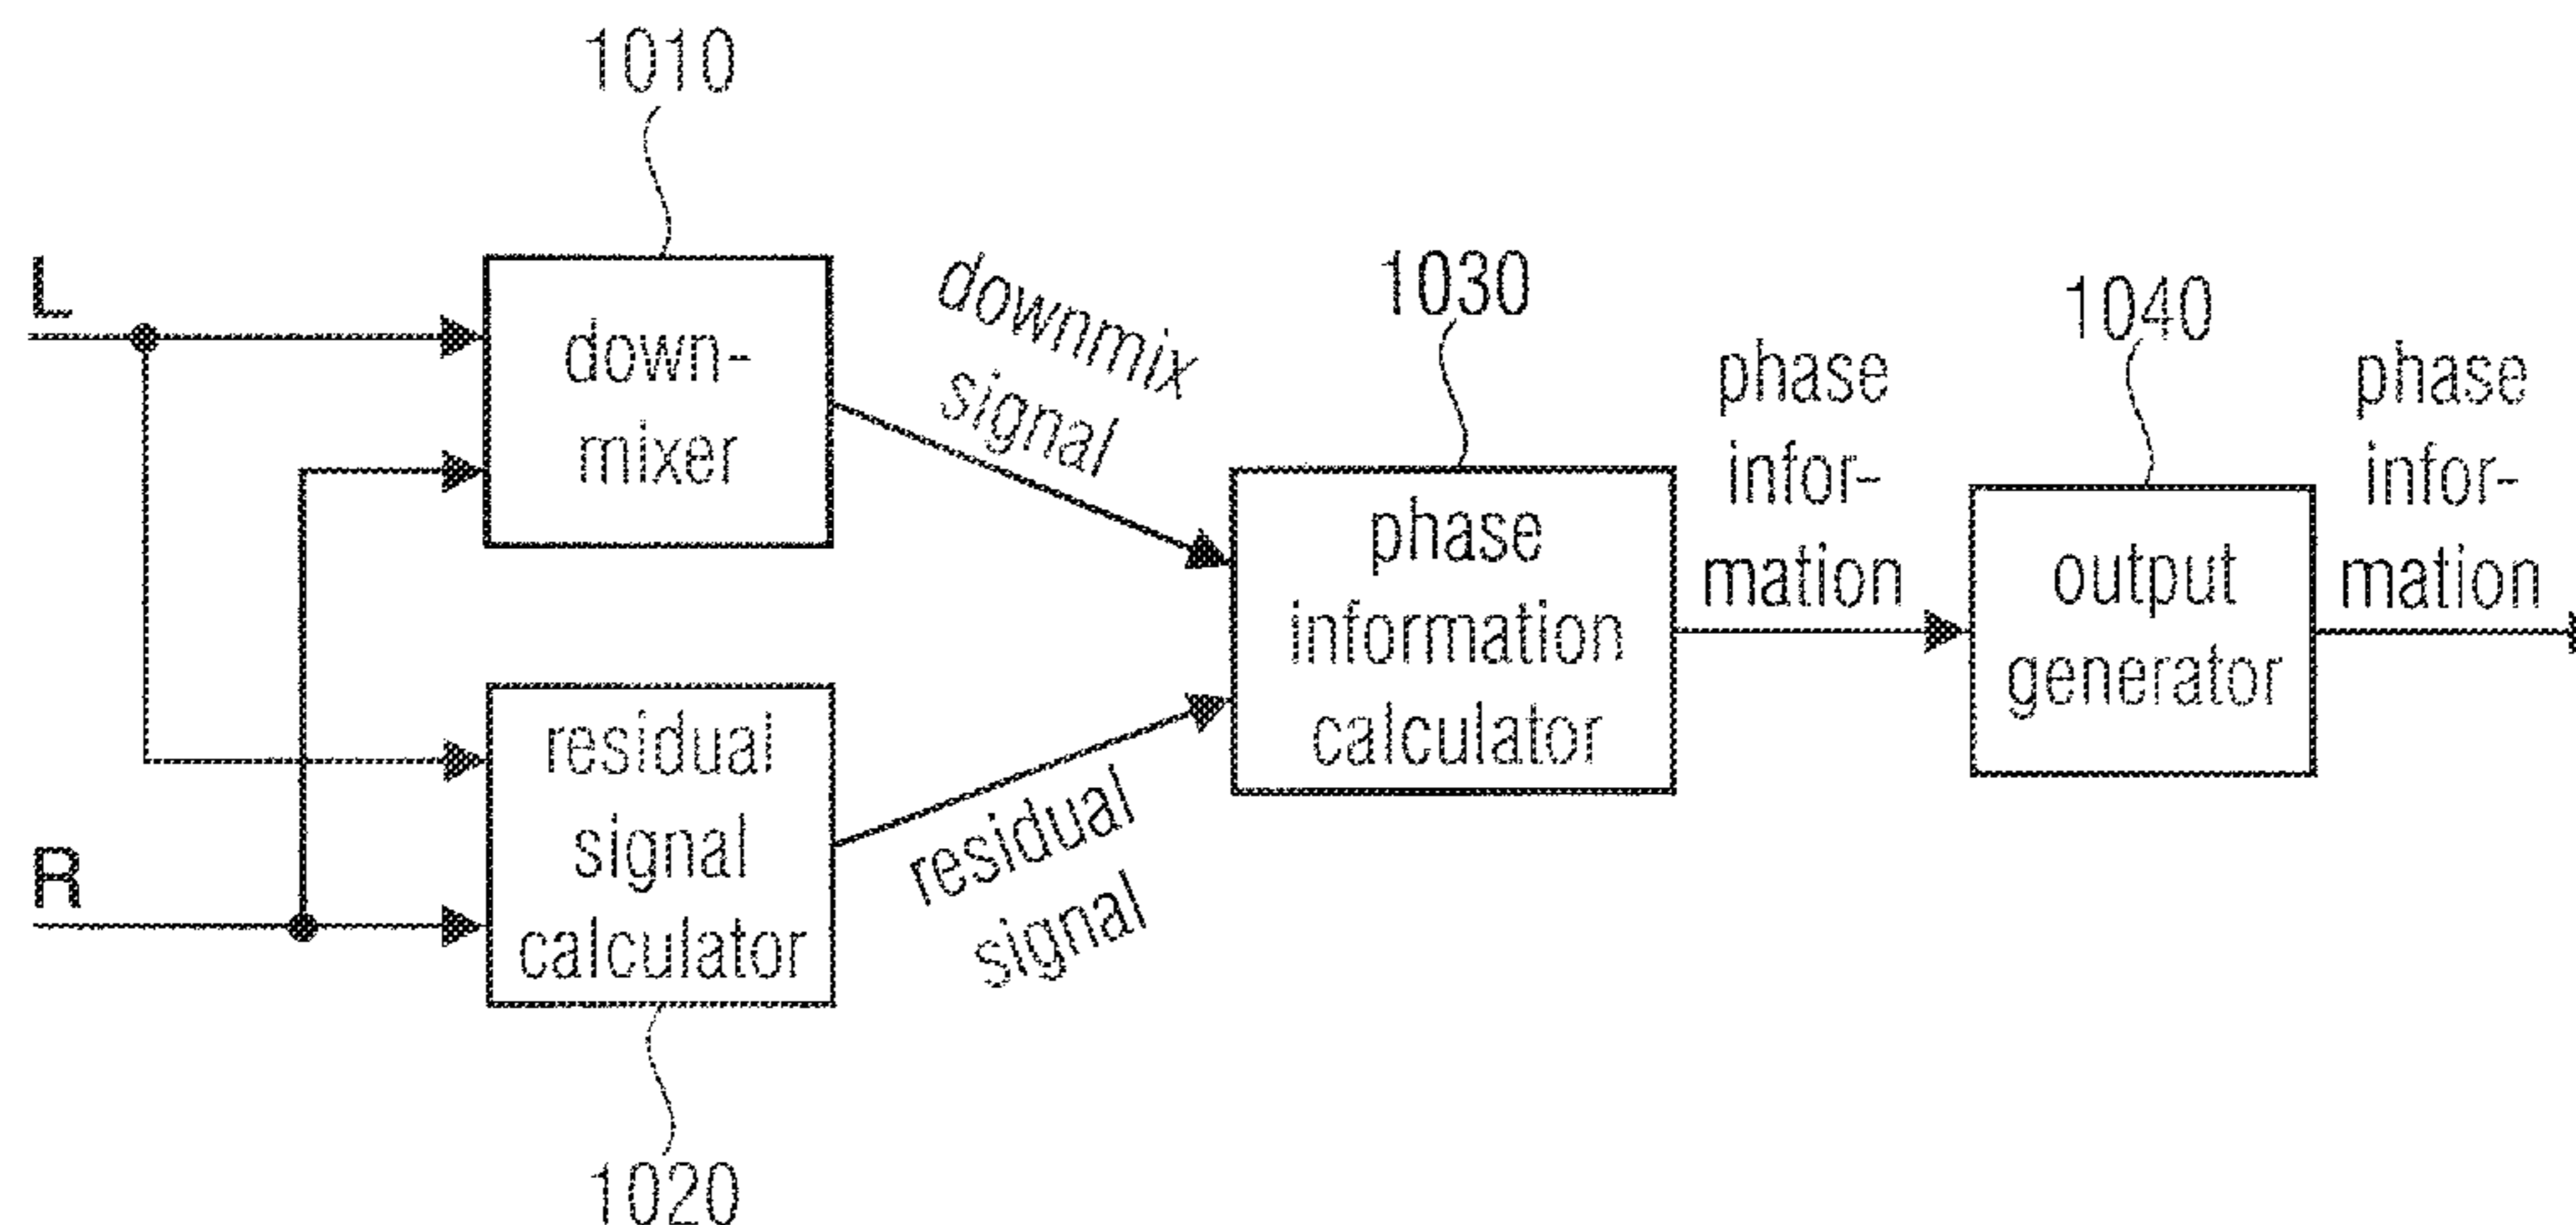 1010
L
down-
mixer
downmix
signal
1030
phase
information
calculator
phase
infor-
mation
1040
output
generator
phase
infor-
mation
R
residual
signal
calculator
residual
signal
1020